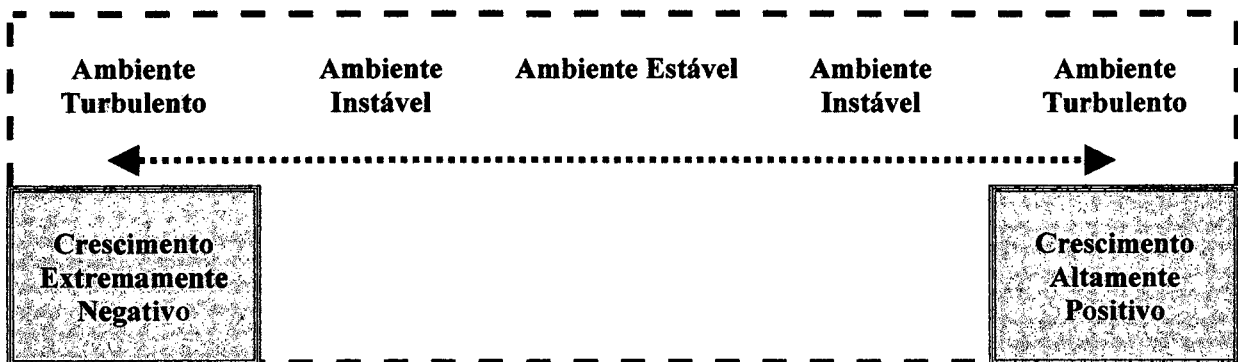 Ambiente Turbulento
Ambiente Instável
Ambiente Estável
Ambiente Instável
Ambiente Turbulento
Crescimento
Extremamente
Negativo
Crescimento
Altamente
Positivo